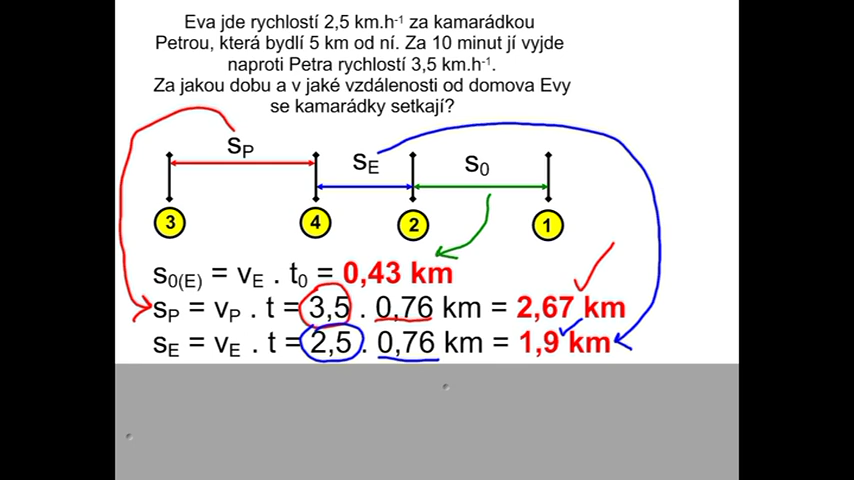 Eva jde rychlostí 2,5 km.h-1 za kamarádkou
Petrou, která bydlí 5 km od ní. Za 10 minut jí vyjde
naproti Petra rychlostí 3,5 km.h-1.
Za jakou dobu a v jaké vzdálenosti od domova Evy
se kamarádky setkají?
sP sE s0
3 4 2 1
s0(E) = vE . t0 = 0,43 km
sP = vP . t = 3,5 . 0,76 km = 2,67 km
sE = vE . t = 2,5 . 0,76 km = 1,9 km